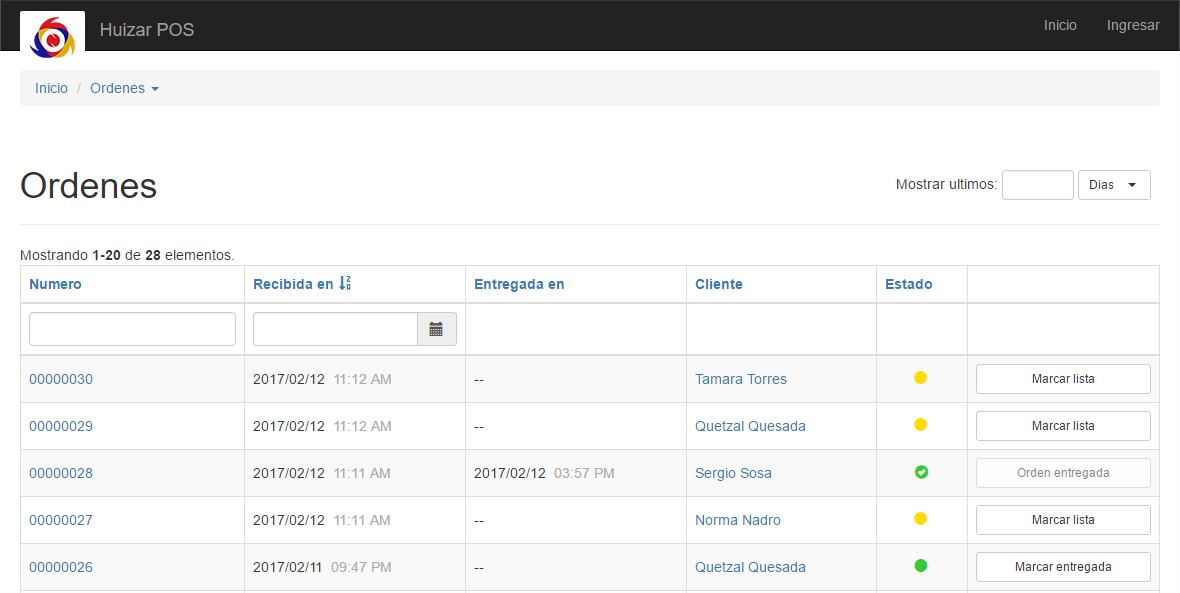 Huizar POS Inicio Ingresar
Inicio / Ordenes
Ordenes
Mostrar ultimos: Dias
Mostrando 1-20 de 28 elementos.
Numero Recibida en Entregada en Cliente Estado
00000030 2017/02/12 11:12 AM -- Tamara Torres Marcar lista
00000029 2017/02/12 11:12 AM -- Quetzal Quesada Marcar lista
00000028 2017/02/12 11:11 AM 2017/02/12 03:57 PM Sergio Sosa Orden entregada
00000027 2017/02/12 11:11 AM -- Norma Nadro Marcar lista
00000026 2017/02/11 09:47 PM -- Quetzal Quesada Marcar entregada